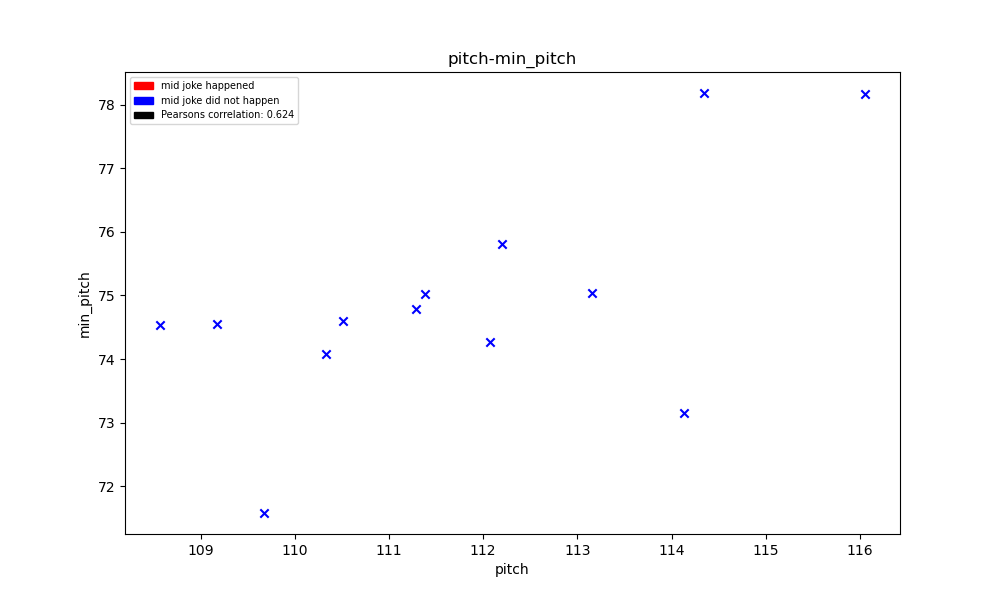 pitch-min_pitch
mid joke happened
mid joke did not happen
Pearsons correlation: 0.624
78
77
76
75
74
73
72
min_pitch
109 110 111 112 113 114 115 116
pitch